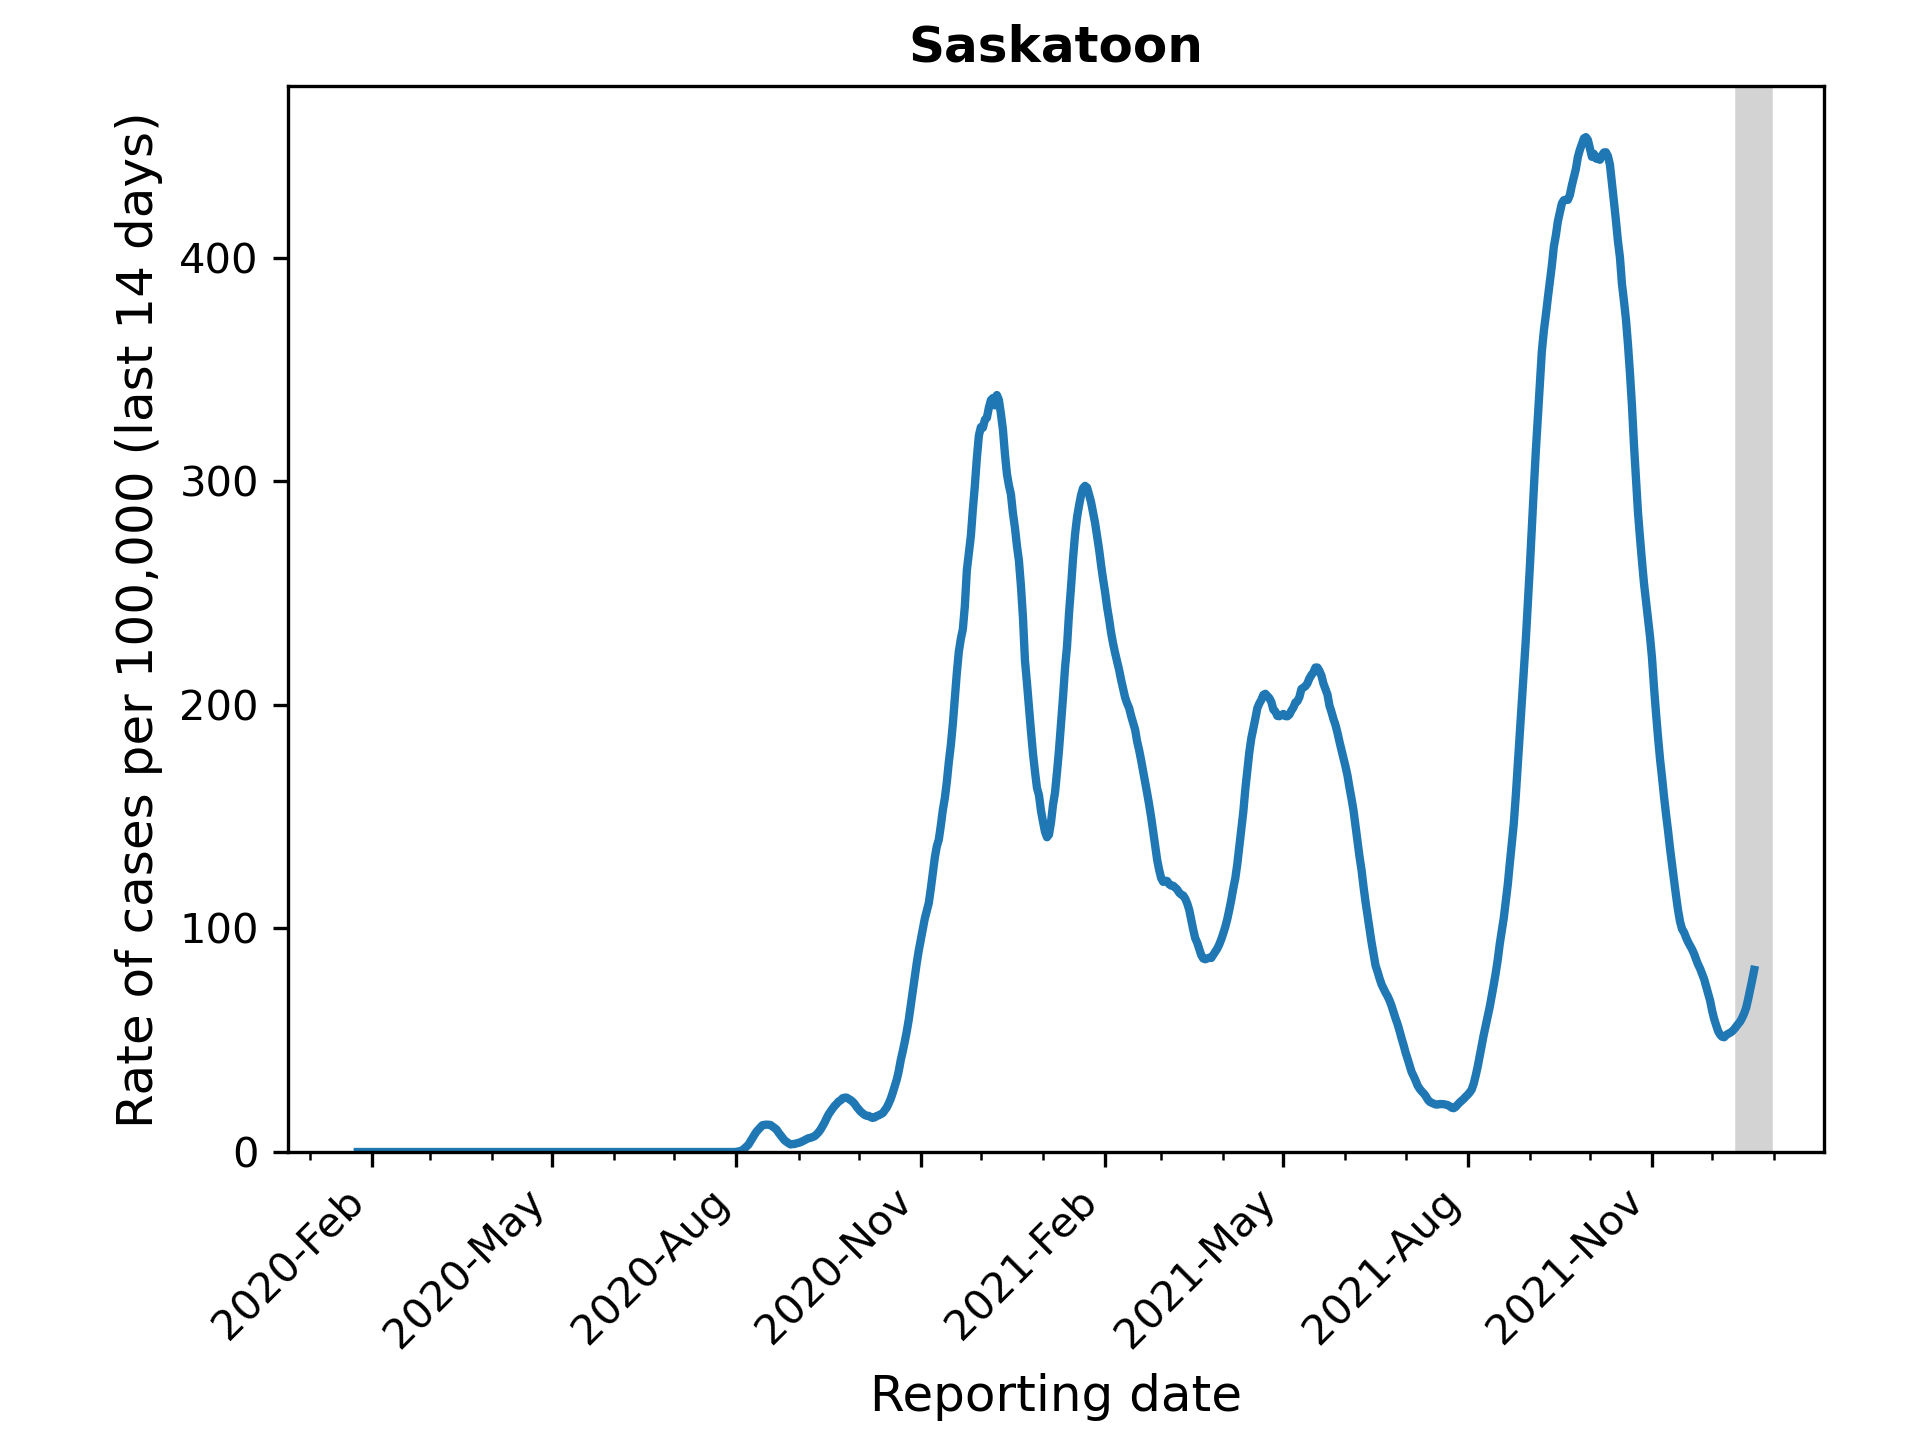 Saskatoon
Rate of cases per 100,000 (last 14 days)
400
300
200
100
0
2020-Feb
2020-May
2020-Aug
2020-Nov
2021-Feb
2021-May
2021-Aug
2021-Nov
Reporting date